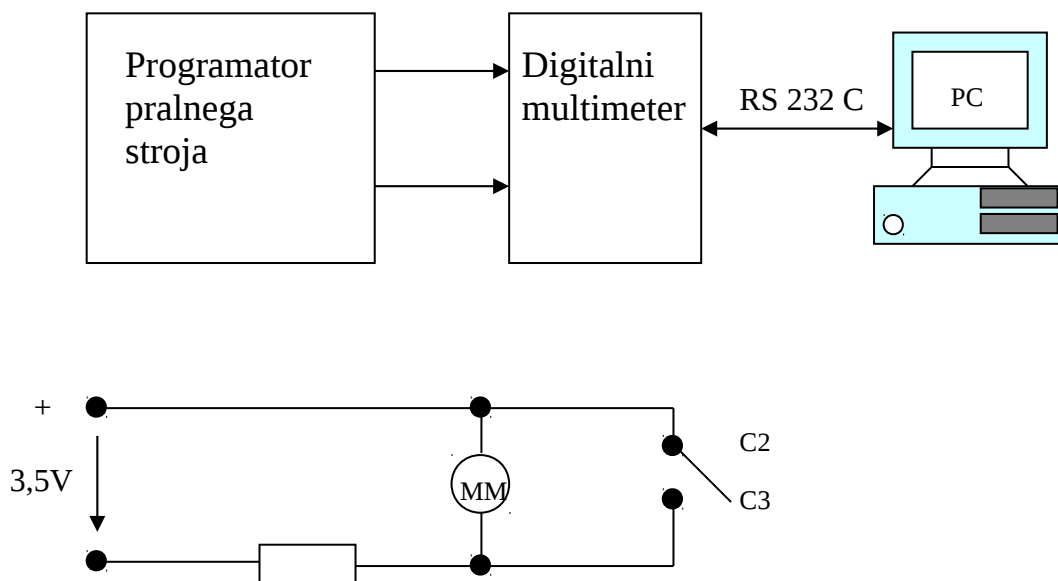 Programator
pralnega
stroja
Digitalni
multimeter
RS 232 C
PC
+
3,5V
MM
C2
C3